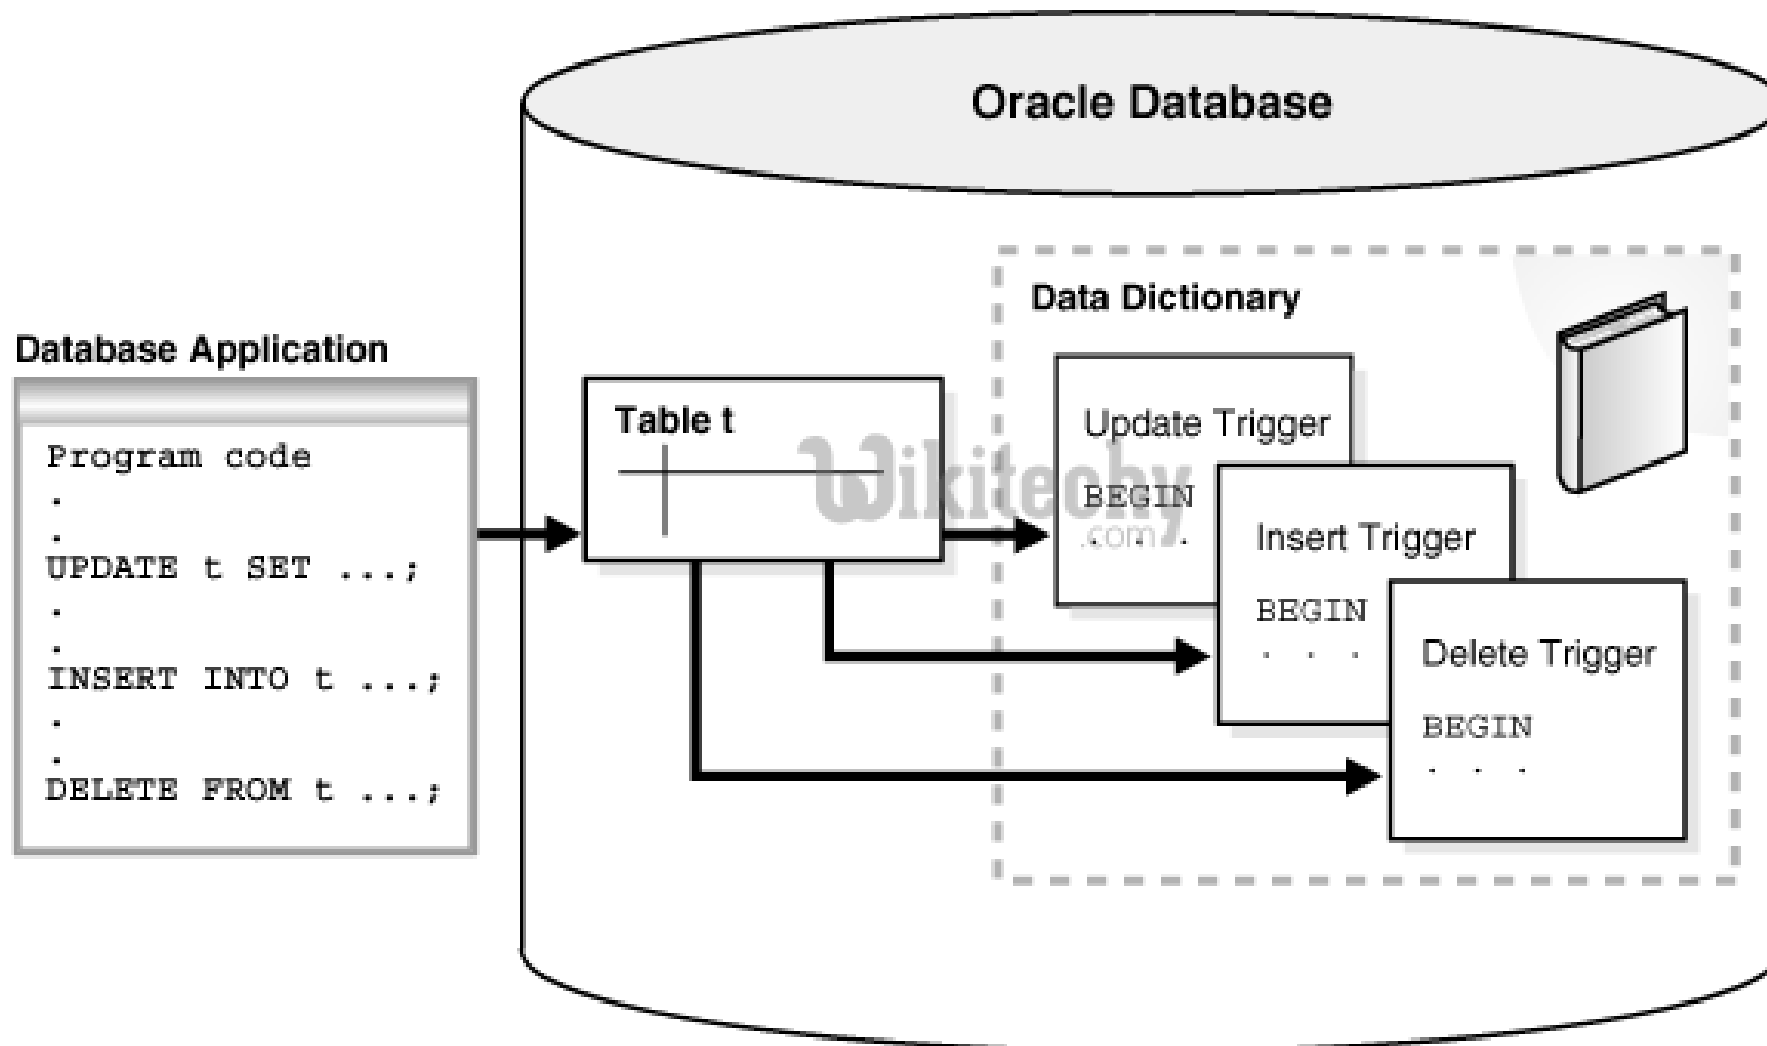 Oracle Database
Data Dictionary
Database Application
Program code
.
.
UPDATE t SET ...;
.
.
INSERT INTO t ...;
.
.
DELETE FROM t ...;
Table t
Update Trigger
BEGIN
. . .
Insert Trigger
BEGIN
. . .
Delete Trigger
BEGIN
. . .
Wikitechy
.com